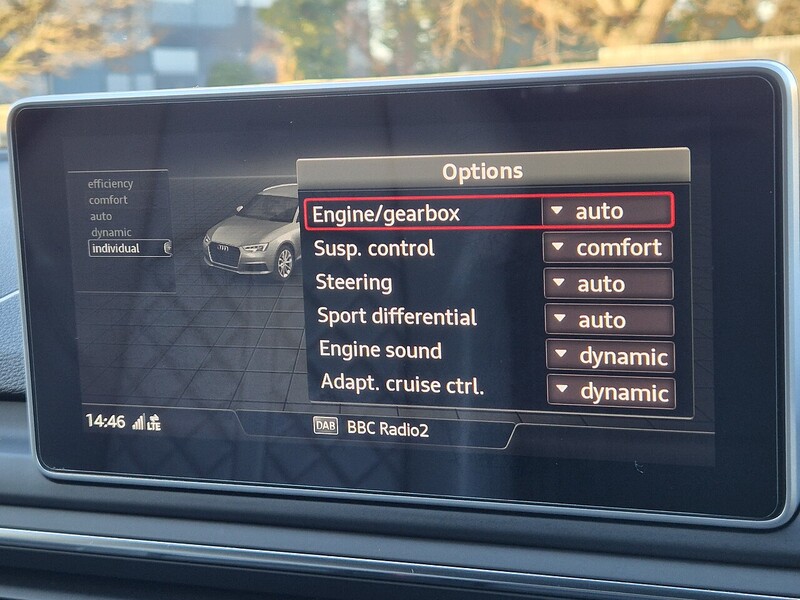 efficiency
comfort
auto
dynamic
individual
Options
Engine/gearbox auto
Susp. control comfort
Steering auto
Sport differential auto
Engine sound dynamic
Adapt. cruise ctrl. dynamic
14:46 LTE
DAB BBC Radio2